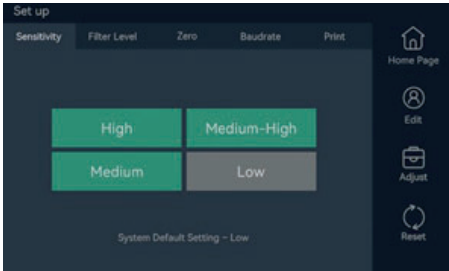 Set up
Sensitivity Filter Level Zero Baudrate Print
Home Page
Edit
High Medium-High
Medium Low
Adjust
System Default Setting - Low
Reset